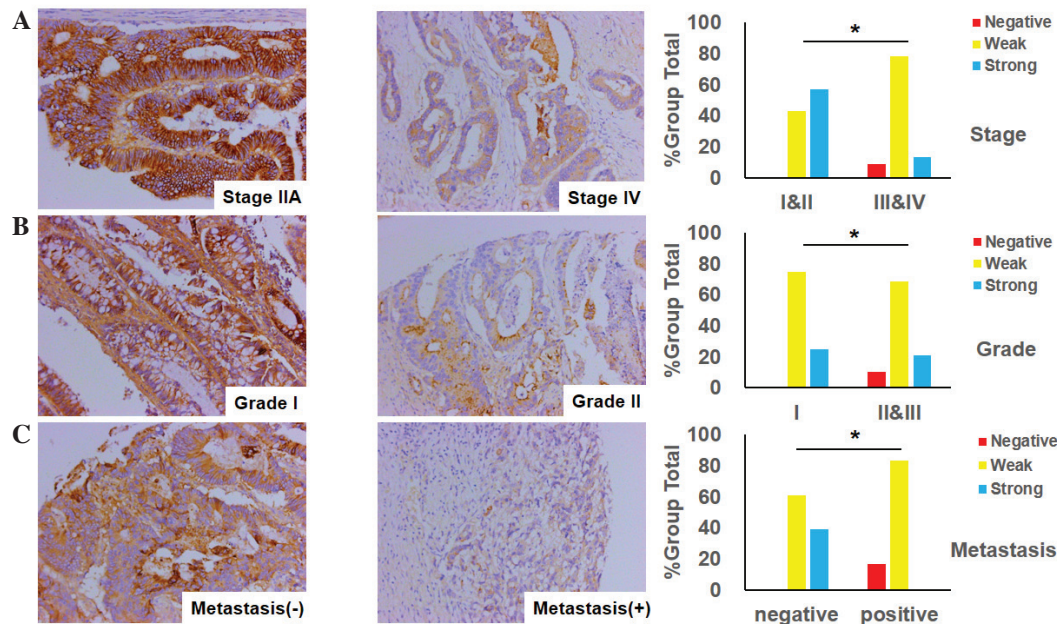 A
Stage IIA
Stage IV
%Group Total
100
80
60
40
20
0
I&II
III&IV
Negative
Weak
Strong
*
Stage
B
Grade I
Grade II
%Group Total
100
80
60
40
20
0
I
II&III
Negative
Weak
Strong
*
Grade
C
Metastasis(-)
Metastasis(+)
%Group Total
100
80
60
40
20
0
negative
positive
Negative
Weak
Strong
*
Metastasis